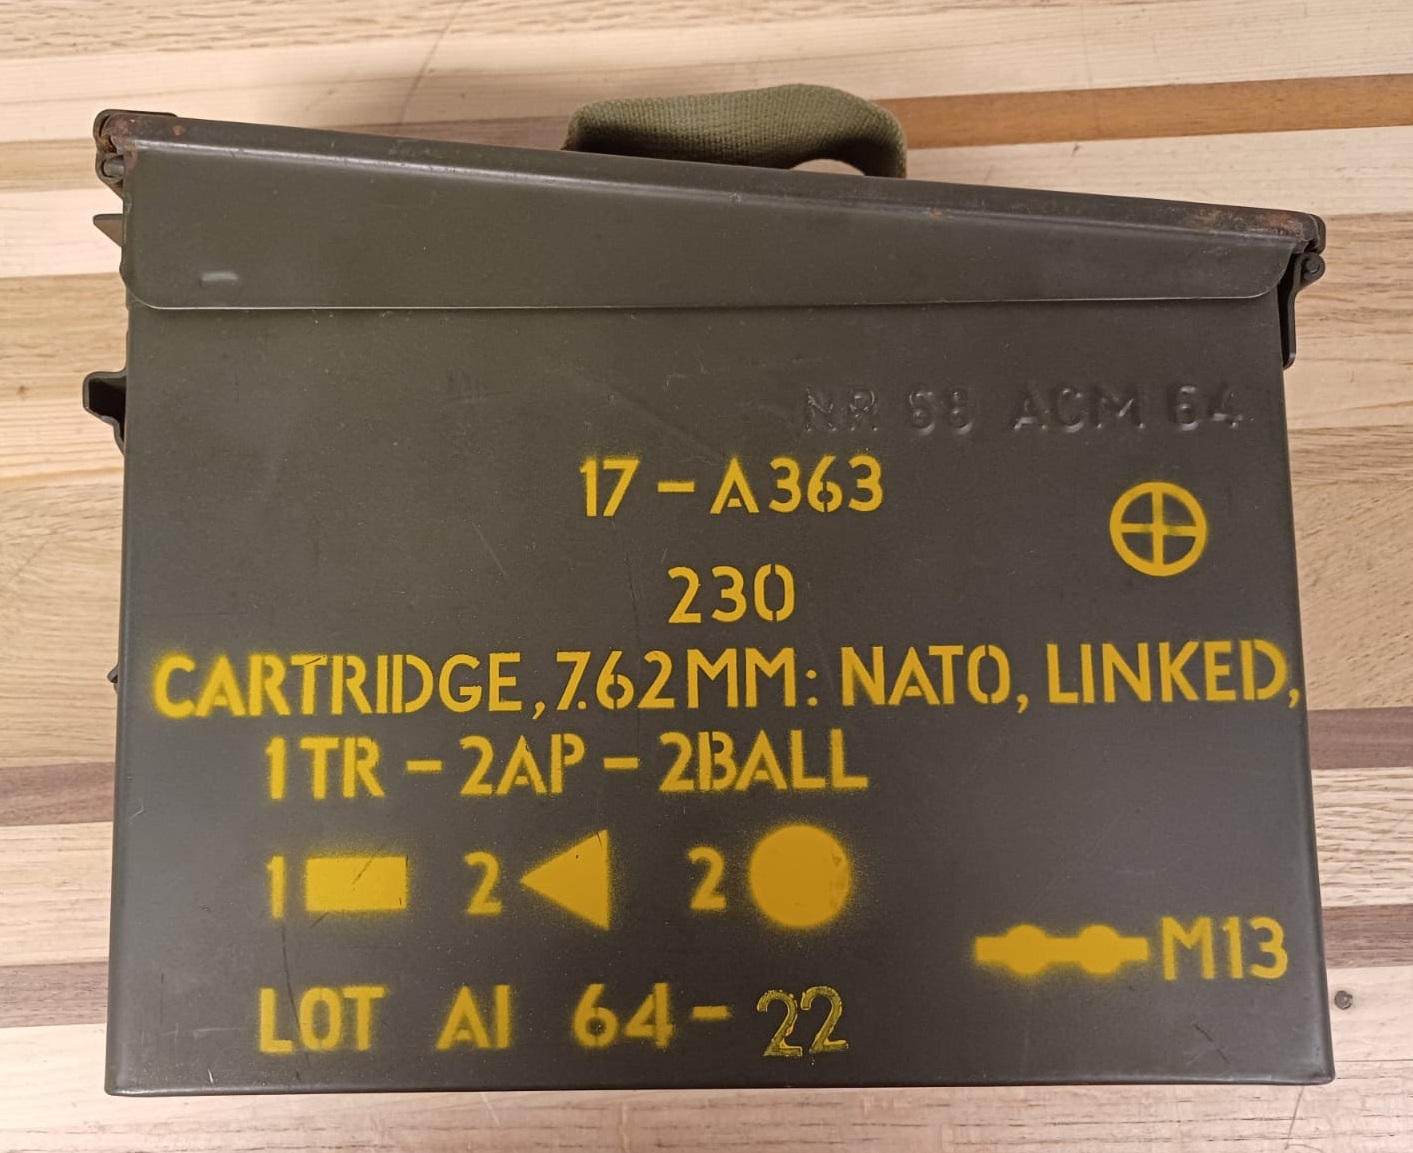 NR 68 ACM 64
17-A363
230
CARTRIDGE, 7.62MM: NATO, LINKED,
1TR-2AP-2BALL
1 2 2
M13
LOT AI 64-22